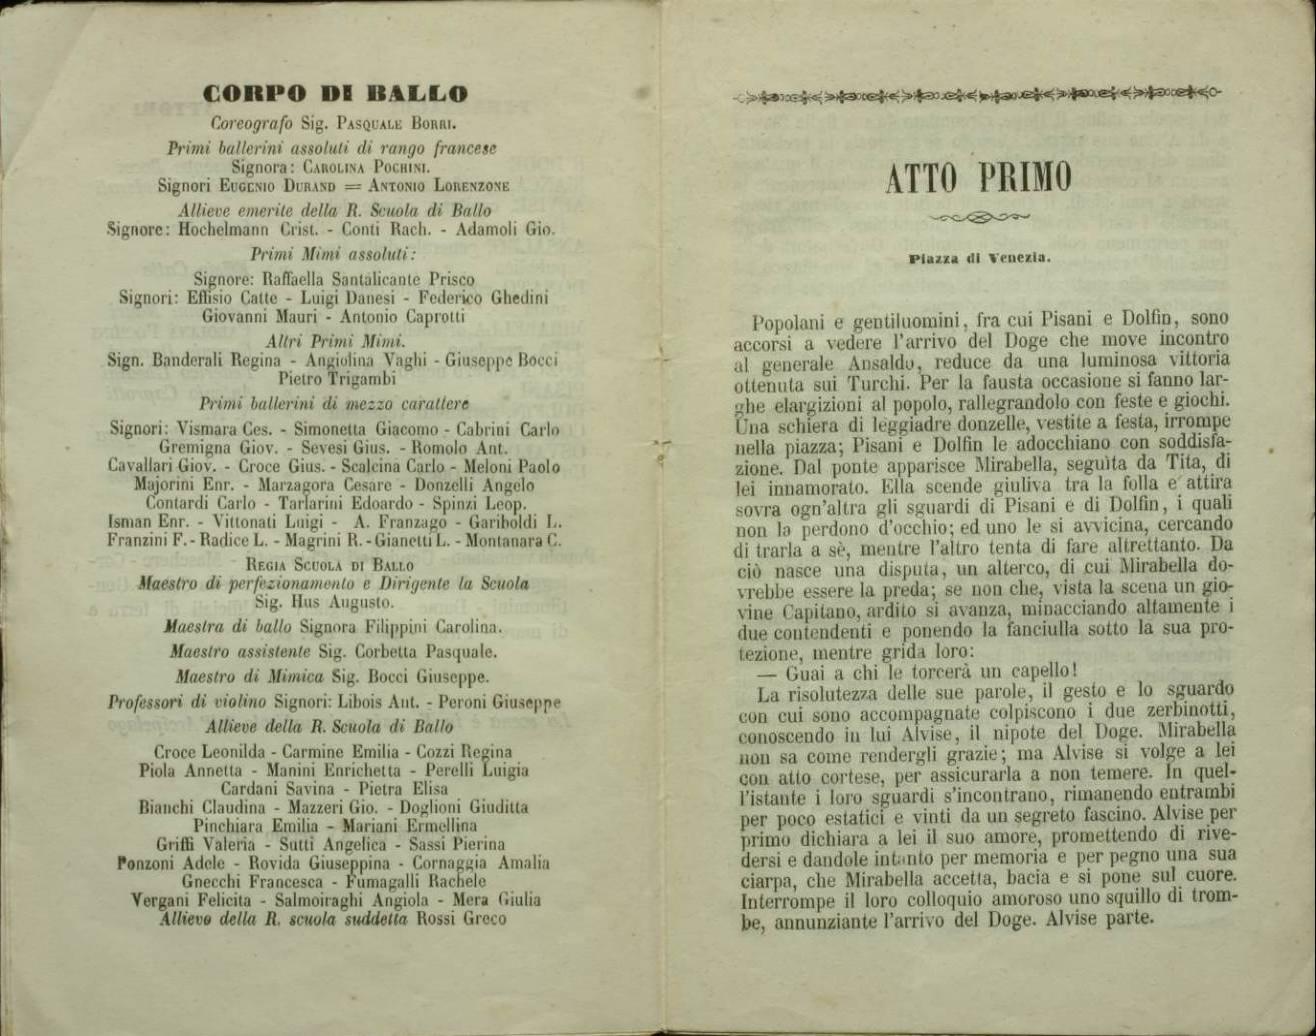 CORPO DI BALLO
Coreografo Sig. PASQUALE BORRI.
Primi ballerini assoluti di rango francese
Signora: CAROLINA POCHINI.
Signori EUGENIO DURAND = ANTONIO LORENZONE
Allieve emerite della R. Scuola di Ballo
Signore: Hochelmann Crist. - Conti Rach. - Adamoli Gio.
Primi Mimi assoluti:
Signore: Raffaella Santalicante Prisco
Signori: Effisio Catte - Luigi Danesi - Federico Ghedini
Giovanni Mauri - Antonio Caprotti
Altri Primi Mimi.
Sign. Banderali Regina - Angiolina Vaghi - Giuseppe Bocci
Pietro Trigambi
Primi ballerini di mezzo carattere
Signori: Vismara Ces. - Simonetta Giacomo - Cabrini Carlo
Gremigna Giov. - Sevesi Gius. - Romolo Ant.
Cavallari Giov. - Croce Gius. - Scalcina Carlo - Meloni Paolo
Majorini Enr. - Marzagora Cesare - Donzelli Angelo
Contardi Carlo - Tarlarini Edoardo - Spinzi Leop.
Isman Enr. - Vittonati Luigi - A. Franzago - Gariboldi L.
Franzini F. - Radice L. - Magrini R. - Gianetti L. - Montanara C.
REGIA SCUOLA DI BALLO
Maestro di perfezionamento e Dirigente la Scuola
Sig. Hus Augusto.
Maestra di ballo Signora Filippini Carolina.
Maestro assistente Sig. Corbetta Pasquale.
Maestro di Mimica Sig. Bocci Giuseppe.
Professori di violino Signori: Libois Ant. - Peroni Giuseppe
Allieve della R. Scuola di Ballo
Croce Leonilda - Carmine Emilia - Cozzi Regina
Piola Annetta - Manini Enrichetta - Perelli Luigia
Cardani Savina - Pietra Elisa
Bianchi Claudina - Mazzeri Gio. - Doglioni Giuditta
Pinchiara Emilia - Mariani Ermellina
Griffi Valeria - Sutti Angelica - Sassi Pierina
Ponzoni Adele - Rovida Giuseppina - Cornaggia Amalia
Gnecchi Francesca - Fumagalli Rachele
Vergani Felicita - Salmoiraghi Angiola - Mera Giulia
Allievo della R. scuola suddetta Rossi Greco
ATTO PRIMO
Piazza di Venezia.
Popolani e gentiluomini, fra cui Pisani e Dolfin, sono
accorsi a vedere l'arrivo del Doge che move incontro
al generale Ansaldo, reduce da una luminosa vittoria
ottenuta sui Turchi. Per la fausta occasione si fanno lar-
ghe elargizioni al popolo, rallegrandolo con feste e giochi.
Una schiera di leggiadre donzelle, vestite a festa, irrompe
nella piazza; Pisani e Dolfin le adocchiano con soddisfa-
zione. Dal ponte apparisce Mirabella, seguìta da Tita, di
lei innamorato. Ella scende giuliva tra la folla e attira
sovra ogn'altra gli sguardi di Pisani e di Dolfin, i quali
non la perdono d'occhio; ed uno le si avvicina, cercando
di trarla a sè, mentre l'altro tenta di fare altrettanto. Da
ciò nasce una disputa, un alterco, di cui Mirabella do-
vrebbe essere la preda; se non che, vista la scena un gio-
vine Capitano, ardito si avanza, minacciando altamente i
due contendenti e ponendo la fanciulla sotto la sua pro-
tezione, mentre grida loro:
— Guai a chi le torcerà un capello!
La risolutezza delle sue parole, il gesto e lo sguardo
con cui sono accompagnate colpiscono i due zerbinotti,
conoscendo in lui Alvise, il nipote del Doge. Mirabella
non sa come rendergli grazie; ma Alvise si volge a lei
con atto cortese, per assicurarla a non temere. In quel-
l'istante i loro sguardi s'incontrano, rimanendo entrambi
per poco estatici e vinti da un segreto fascino. Alvise per
primo dichiara a lei il suo amore, promettendo di rive-
dersi e dandole intanto per memoria e per pegno una sua
ciarpa, che Mirabella accetta, bacia e si pone sul cuore.
Interrompe il loro colloquio amoroso uno squillo di trom-
be, annunziante l'arrivo del Doge. Alvise parte.